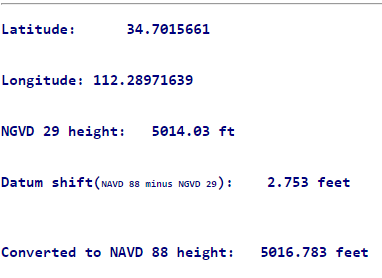 Latitude: 34.7015661
Longitude: 112.28971639
NGVD 29 height: 5014.03 ft
Datum shift(NAVD 88 minus NGVD 29): 2.753 feet
Converted to NAVD 88 height: 5016.783 feet